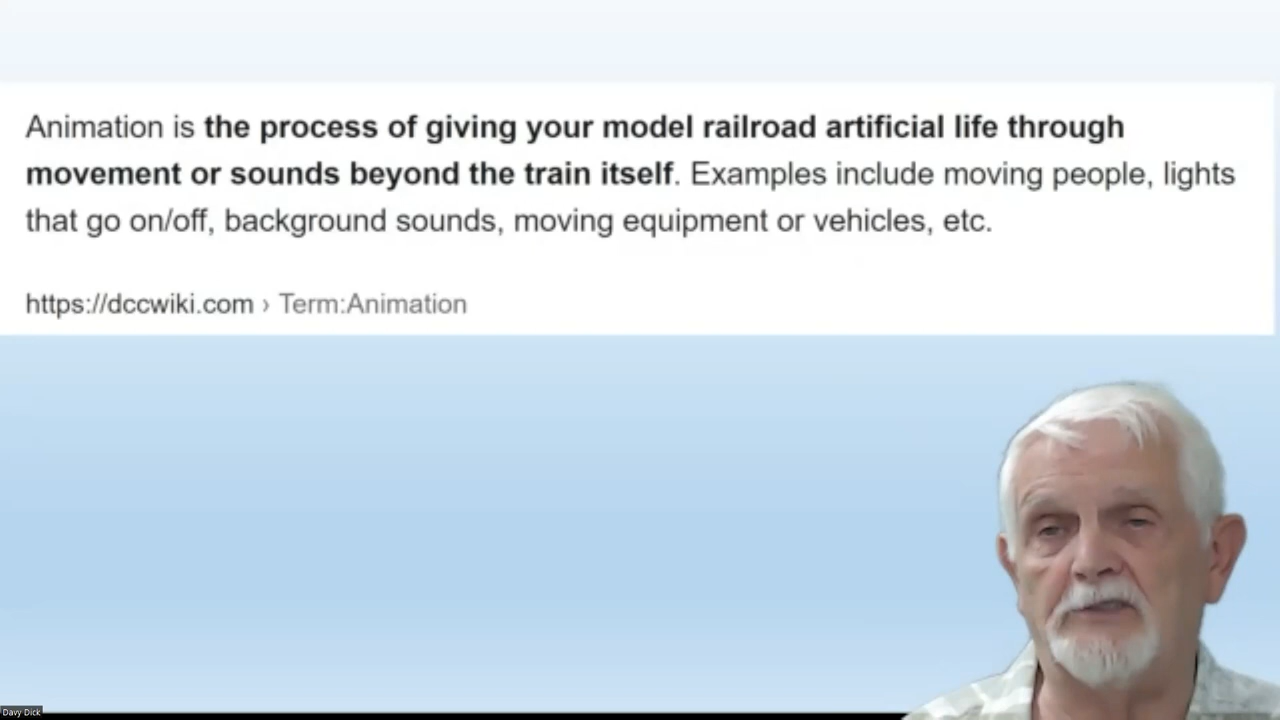 Animation is the process of giving your model railroad artificial life through
movement or sounds beyond the train itself. Examples include moving people, lights
that go on/off, background sounds, moving equipment or vehicles, etc.
https://dccwiki.com › Term:Animation
Davy Dick